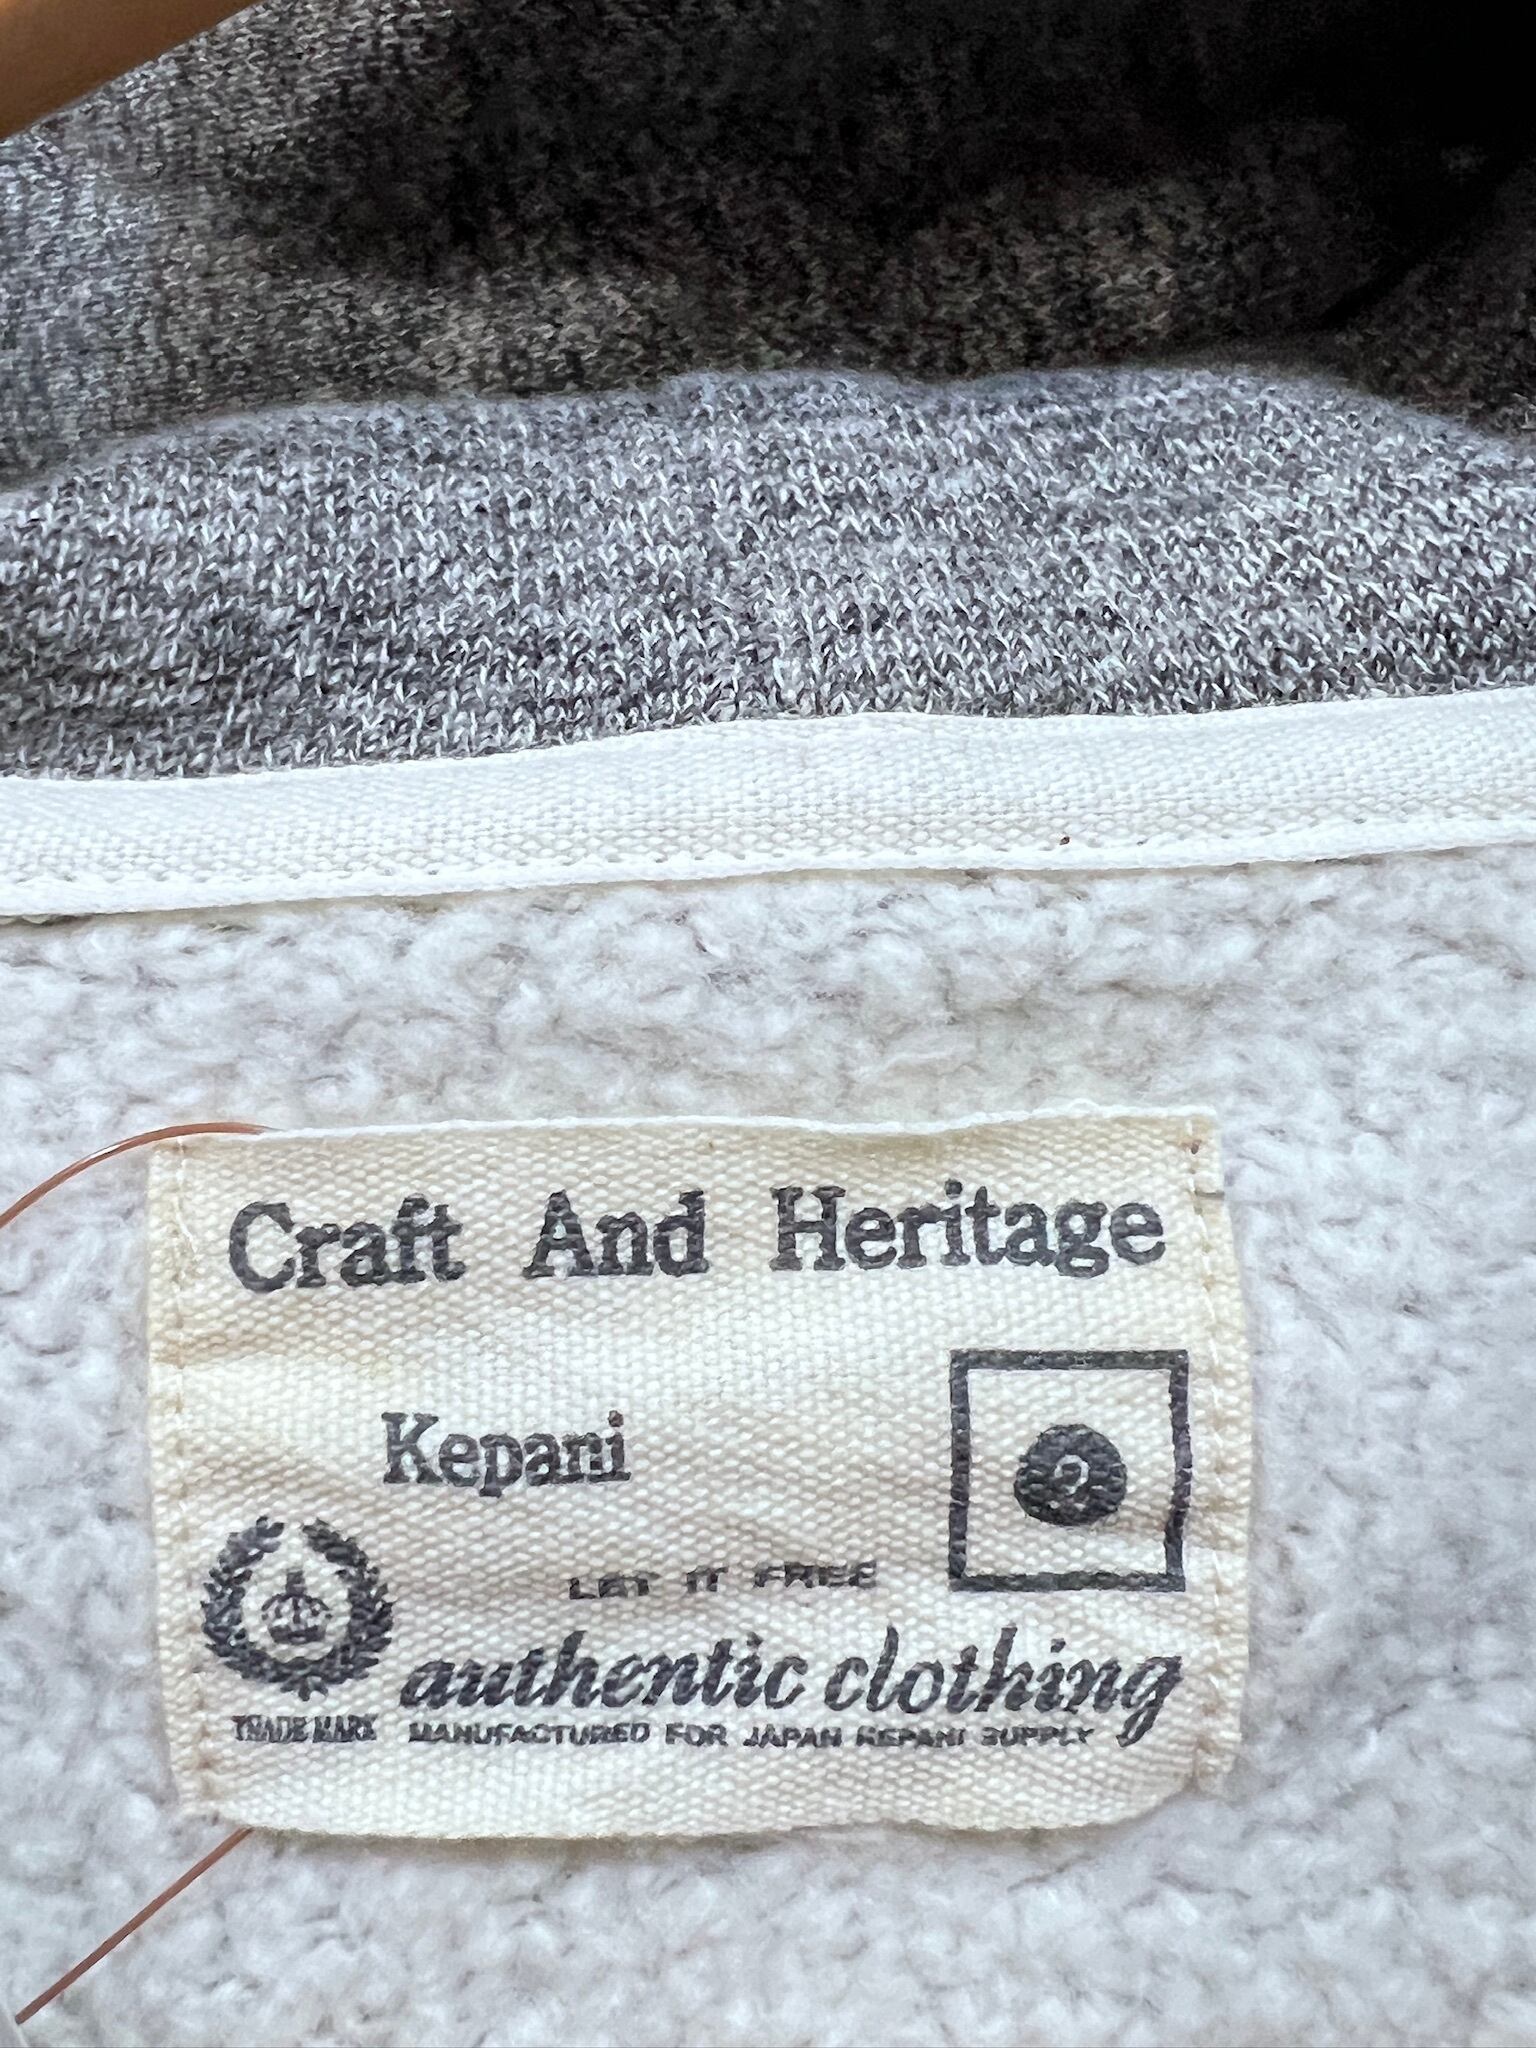 Craft And Heritage
Kepani
LET IT FREE
authentic clothing
TRADE MARK
MANUFACTURED FOR JAPAN KEPANI SUPPLY